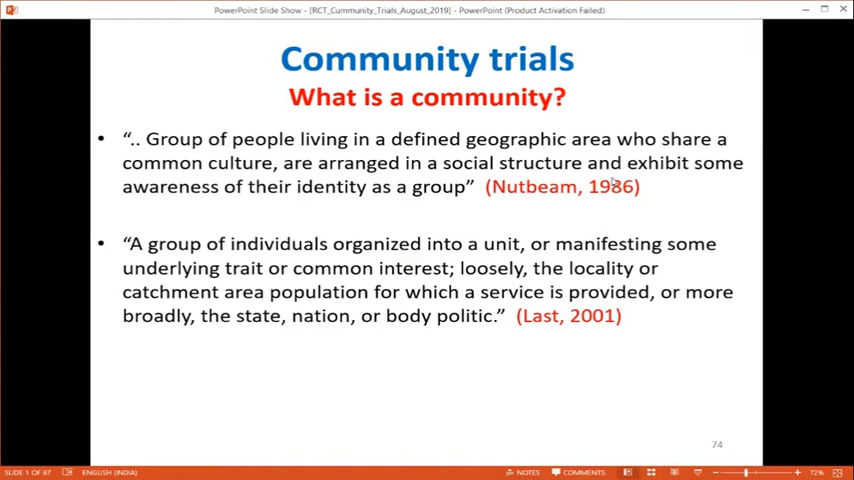 PowerPoint Slide Show - [RCT_Cummunity_Trials_August_2019] - PowerPoint (Product Activation Failed)
Community trials
What is a community?
• “.. Group of people living in a defined geographic area who share a
common culture, are arranged in a social structure and exhibit some
awareness of their identity as a group” (Nutbeam, 1986)
• “A group of individuals organized into a unit, or manifesting some
underlying trait or common interest; loosely, the locality or
catchment area population for which a service is provided, or more
broadly, the state, nation, or body politic.” (Last, 2001)
74
SLIDE 1 OF 87 ENGLISH (INDIA) NOTES COMMENTS 72%